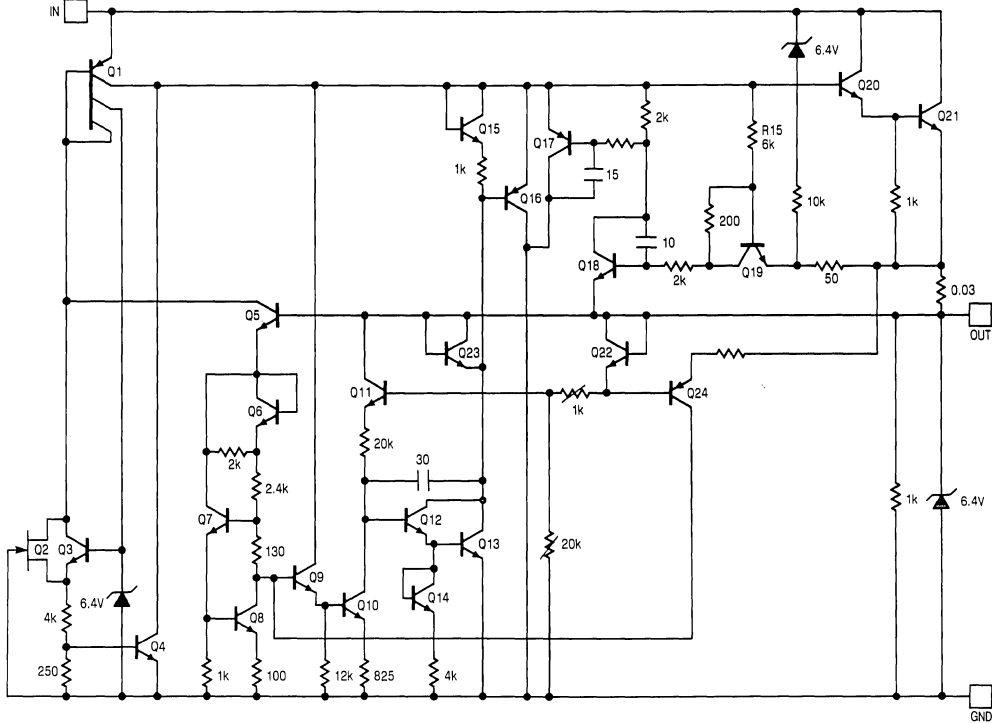 IN
Q1
6.4V
Q20
Q21
Q15
Q17
2k
R15
6k
1k
15
Q16
200
10k
1k
10
Q18
2k
Q19
50
0.03
Q5
OUT
Q23
Q22
Q11
Q24
Q6
1k
20k
2k
30
2.4k
Q7
Q12
1k
6.4V
Q2
Q3
130
Q13
20k
Q9
6.4V
Q10
Q14
4k
Q8
Q4
250
1k
100
12k
825
4k
GND